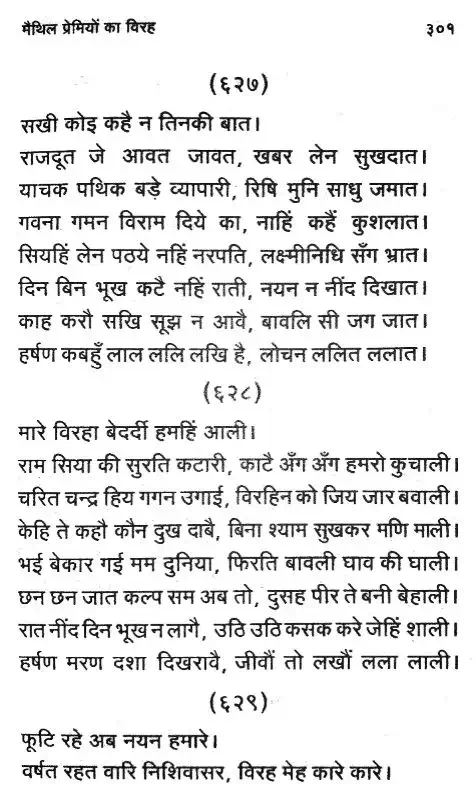 मैथिल प्रेमियों का विरह ३०१
(६२७)
सखी कोइ कहै न तिनकी बात।
राजदूत जे आवत जावत, खबर लेन सुखदात।
याचक पथिक बड़े व्यापारी, रिषि मुनि साधु जमात।
गवना गमन विराम दिये का, नाहिं कहैं कुशलात।
सियहिं लेन पठये नहिं नरपति, लक्ष्मीनिधि सँग भ्रात।
दिन बिन भूख कटै नहिं राती, नयन न नींद दिखात।
काह करौ सखि सूझ न आवै, बावलि सी जग जात।
हर्षण कबहुँ लाल ललि लखि है, लोचन ललित ललात।
(६२८)
मारे विरहा बेदर्दी हमहिं आली।
राम सिया की सुरति कटारी, काटै अँग अँग हमरो कुचाली।
चरित चन्द्र हिय गगन उगाई, विरहिन को जिय जार बवाली।
केहि ते कहौ कौन दुख दाबै, बिना श्याम सुखकर मणि माली।
भई बेकार गई मम दुनिया, फिरति बावली घाव की घाली।
छन छन जात कल्प सम अब तो, दुसह पीर ते बनी बेहाली।
रात नींद दिन भूख न लागै, उठि उठि कसक करे जेहिं शाली।
हर्षण मरण दशा दिखरावै, जीवौं तो लखौं लला लाली।
(६२९)
फूटि रहे अब नयन हमारे।
वर्षत रहत वारि निशिवासर, विरह मेह कारे कारे।